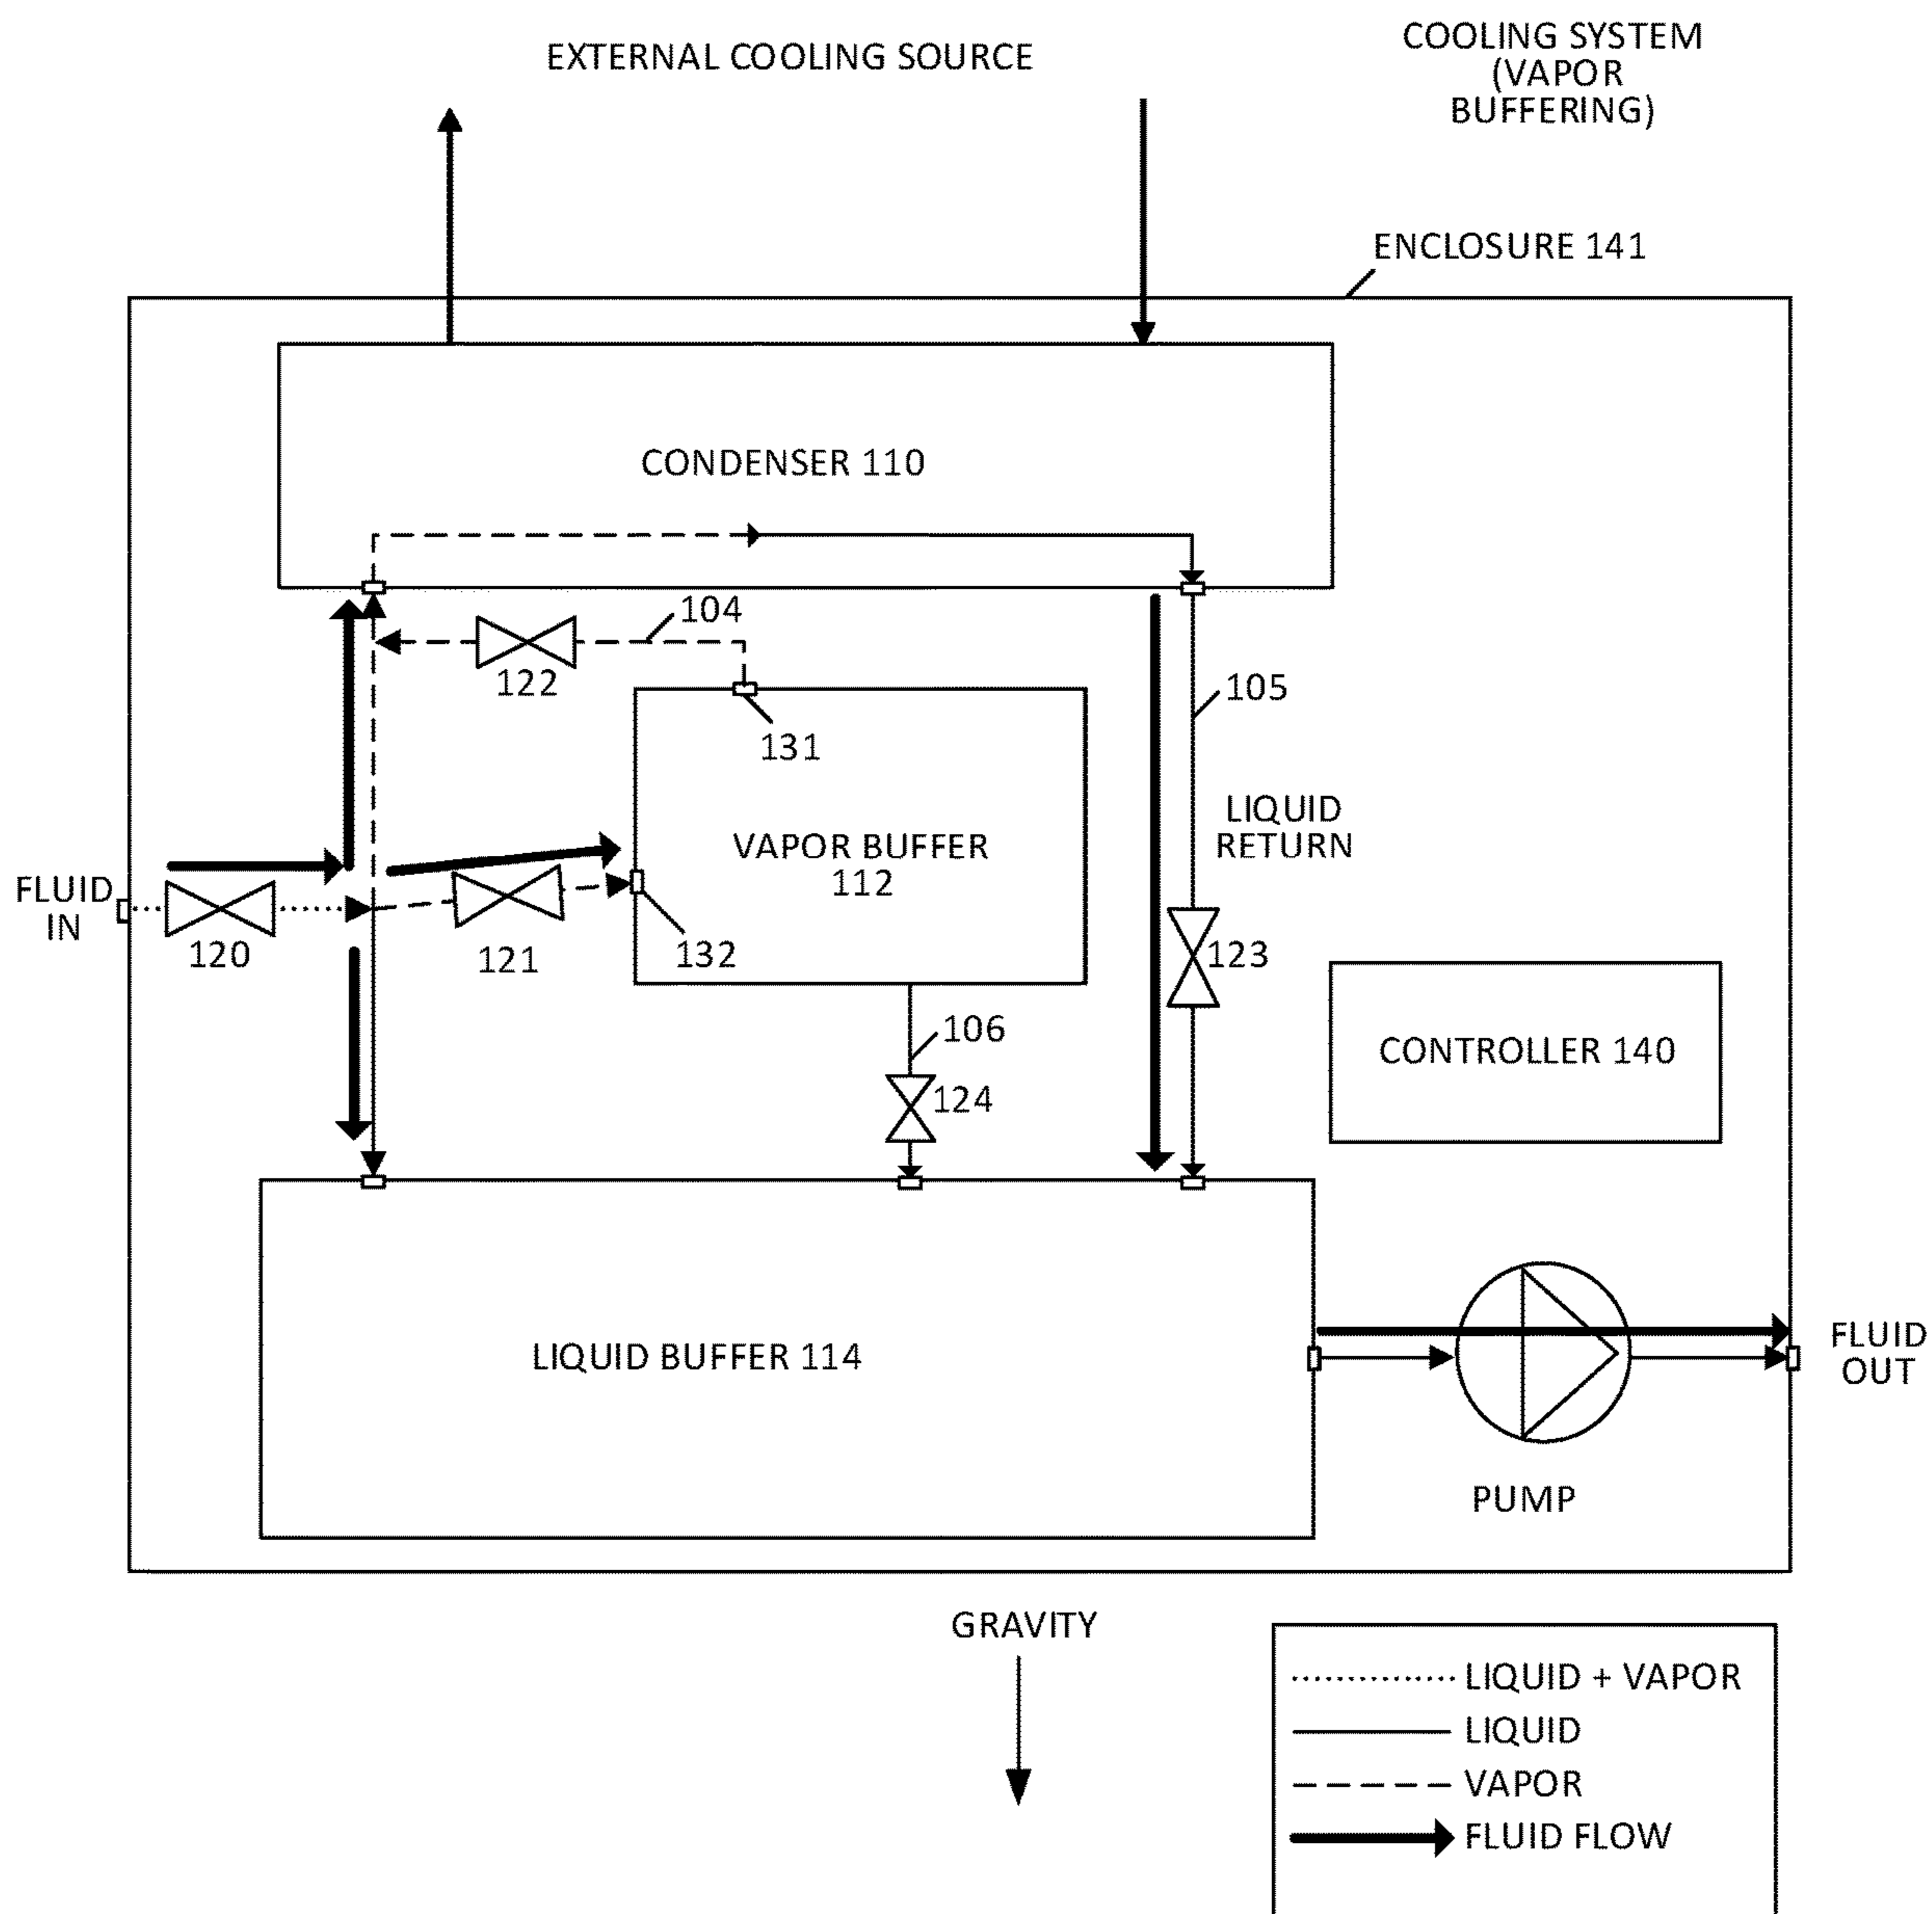 EXTERNAL COOLING SOURCE
COOLING SYSTEM
(VAPOR
BUFFERING)
ENCLOSURE 141
CONDENSER 110
104
122
131
105
VAPOR BUFFER
112
LIQUID
RETURN
FLUID
IN
120
121
132
123
106
124
CONTROLLER 140
LIQUID BUFFER 114
FLUID
OUT
PUMP
GRAVITY
LIQUID + VAPOR
LIQUID
VAPOR
FLUID FLOW